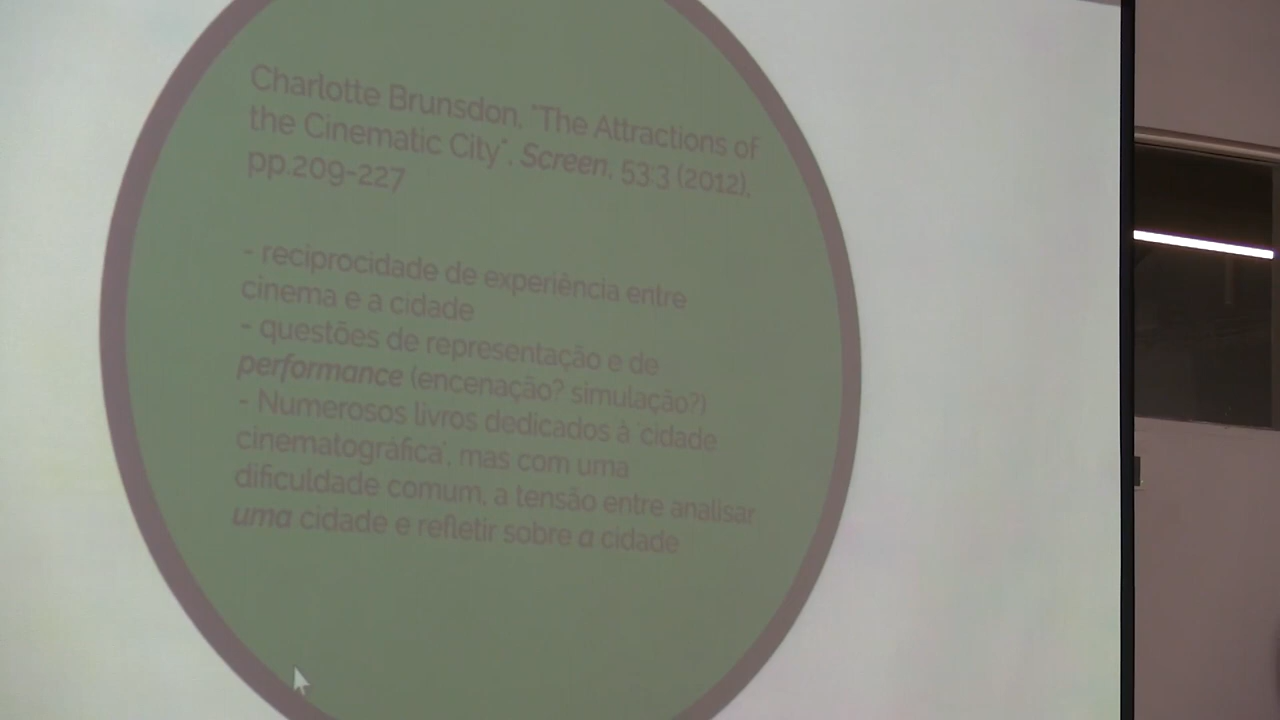 Charlotte Brunsdon, "The Attractions of
the Cinematic City", Screen, 53:3 (2012),
pp.209-227
- reciprocidade de experiência entre
cinema e a cidade
- questões de representação e de
performance (encenação? simulação?)
- Numerosos livros dedicados à 'cidade
cinematográfica', mas com uma
dificuldade comum, a tensão entre analisar
uma cidade e refletir sobre a cidade